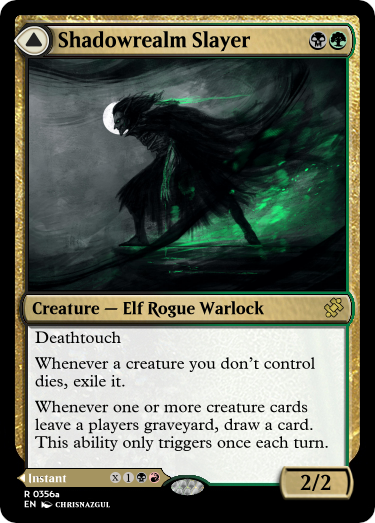 Shadowrealm Slayer
Creature — Elf Rogue Warlock
Deathtouch
Whenever a creature you don't control
dies, exile it.
Whenever one or more creature cards
leave a players graveyard, draw a card.
This ability only triggers once each turn.
Instant X 1
2/2
R 0356a
EN CHRISNAZGUL